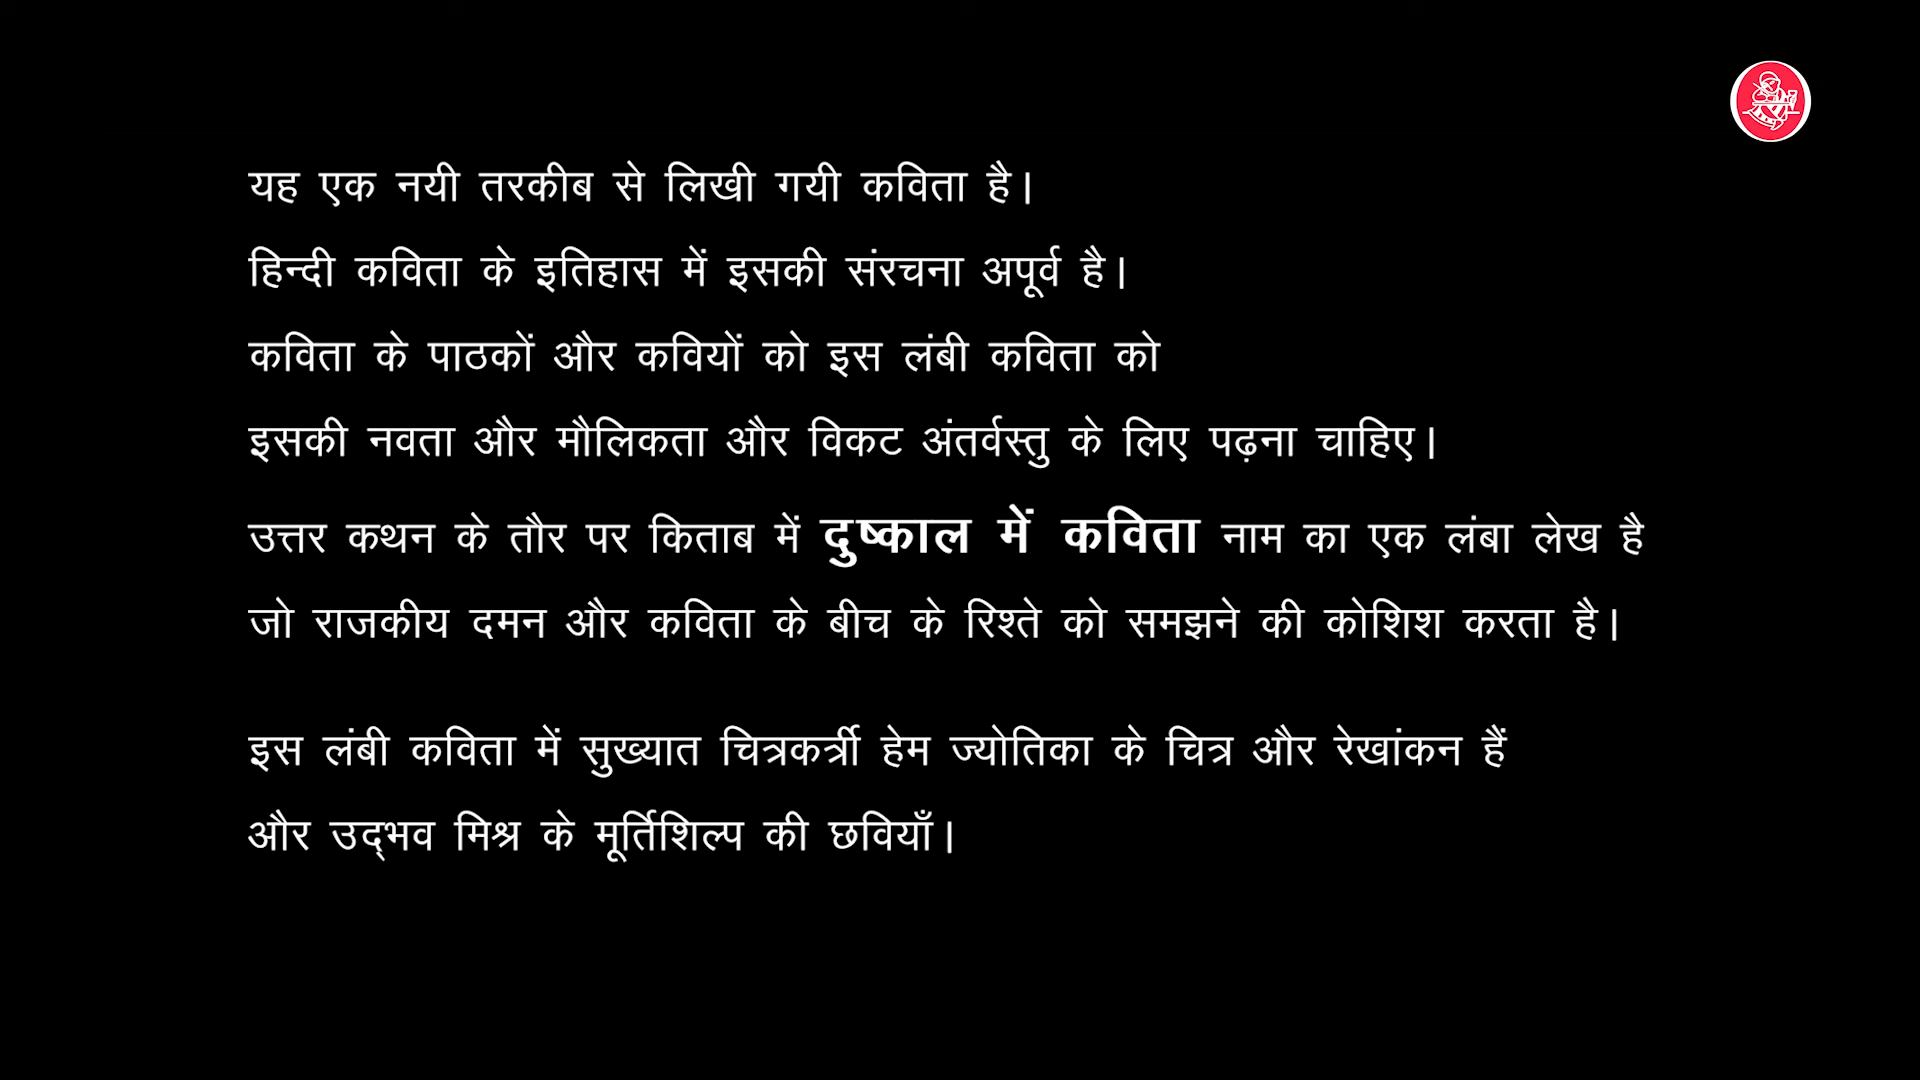 यह एक नयी तरकीब से लिखी गयी कविता है।
हिन्दी कविता के इतिहास में इसकी संरचना अपूर्व है।
कविता के पाठकों और कवियों को इस लंबी कविता को
इसकी नवता और मौलिकता और विकट अंतर्वस्तु के लिए पढ़ना चाहिए।
उत्तर कथन के तौर पर किताब में दुष्काल में कविता नाम का एक लंबा लेख है
जो राजकीय दमन और कविता के बीच के रिश्ते को समझने की कोशिश करता है।
इस लंबी कविता में सुख्यात चित्रकर्त्री हेम ज्योतिका के चित्र और रेखांकन हैं
और उद्‌भव मिश्र के मूर्तिशिल्प की छवियाँ।